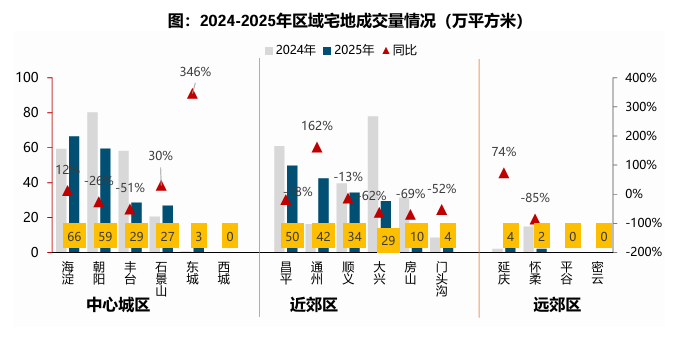 图：2024-2025年区域宅地成交量情况（万平方米）
2024年 2025年 同比
100 80 60 40 20 0
400% 300% 200% 100% 0% -100% -200%
12% -26% -51% 30% 346%
162% -13% -62% -69% -52%
74% -85%
66 59 29 27 3 0
50 42 34 29 10 4
4 2 0 0
海淀 朝阳 丰台 石景山 东城 西城
昌平 通州 顺义 大兴 房山 门头沟
延庆 怀柔 平谷 密云
中心城区 近郊区 远郊区